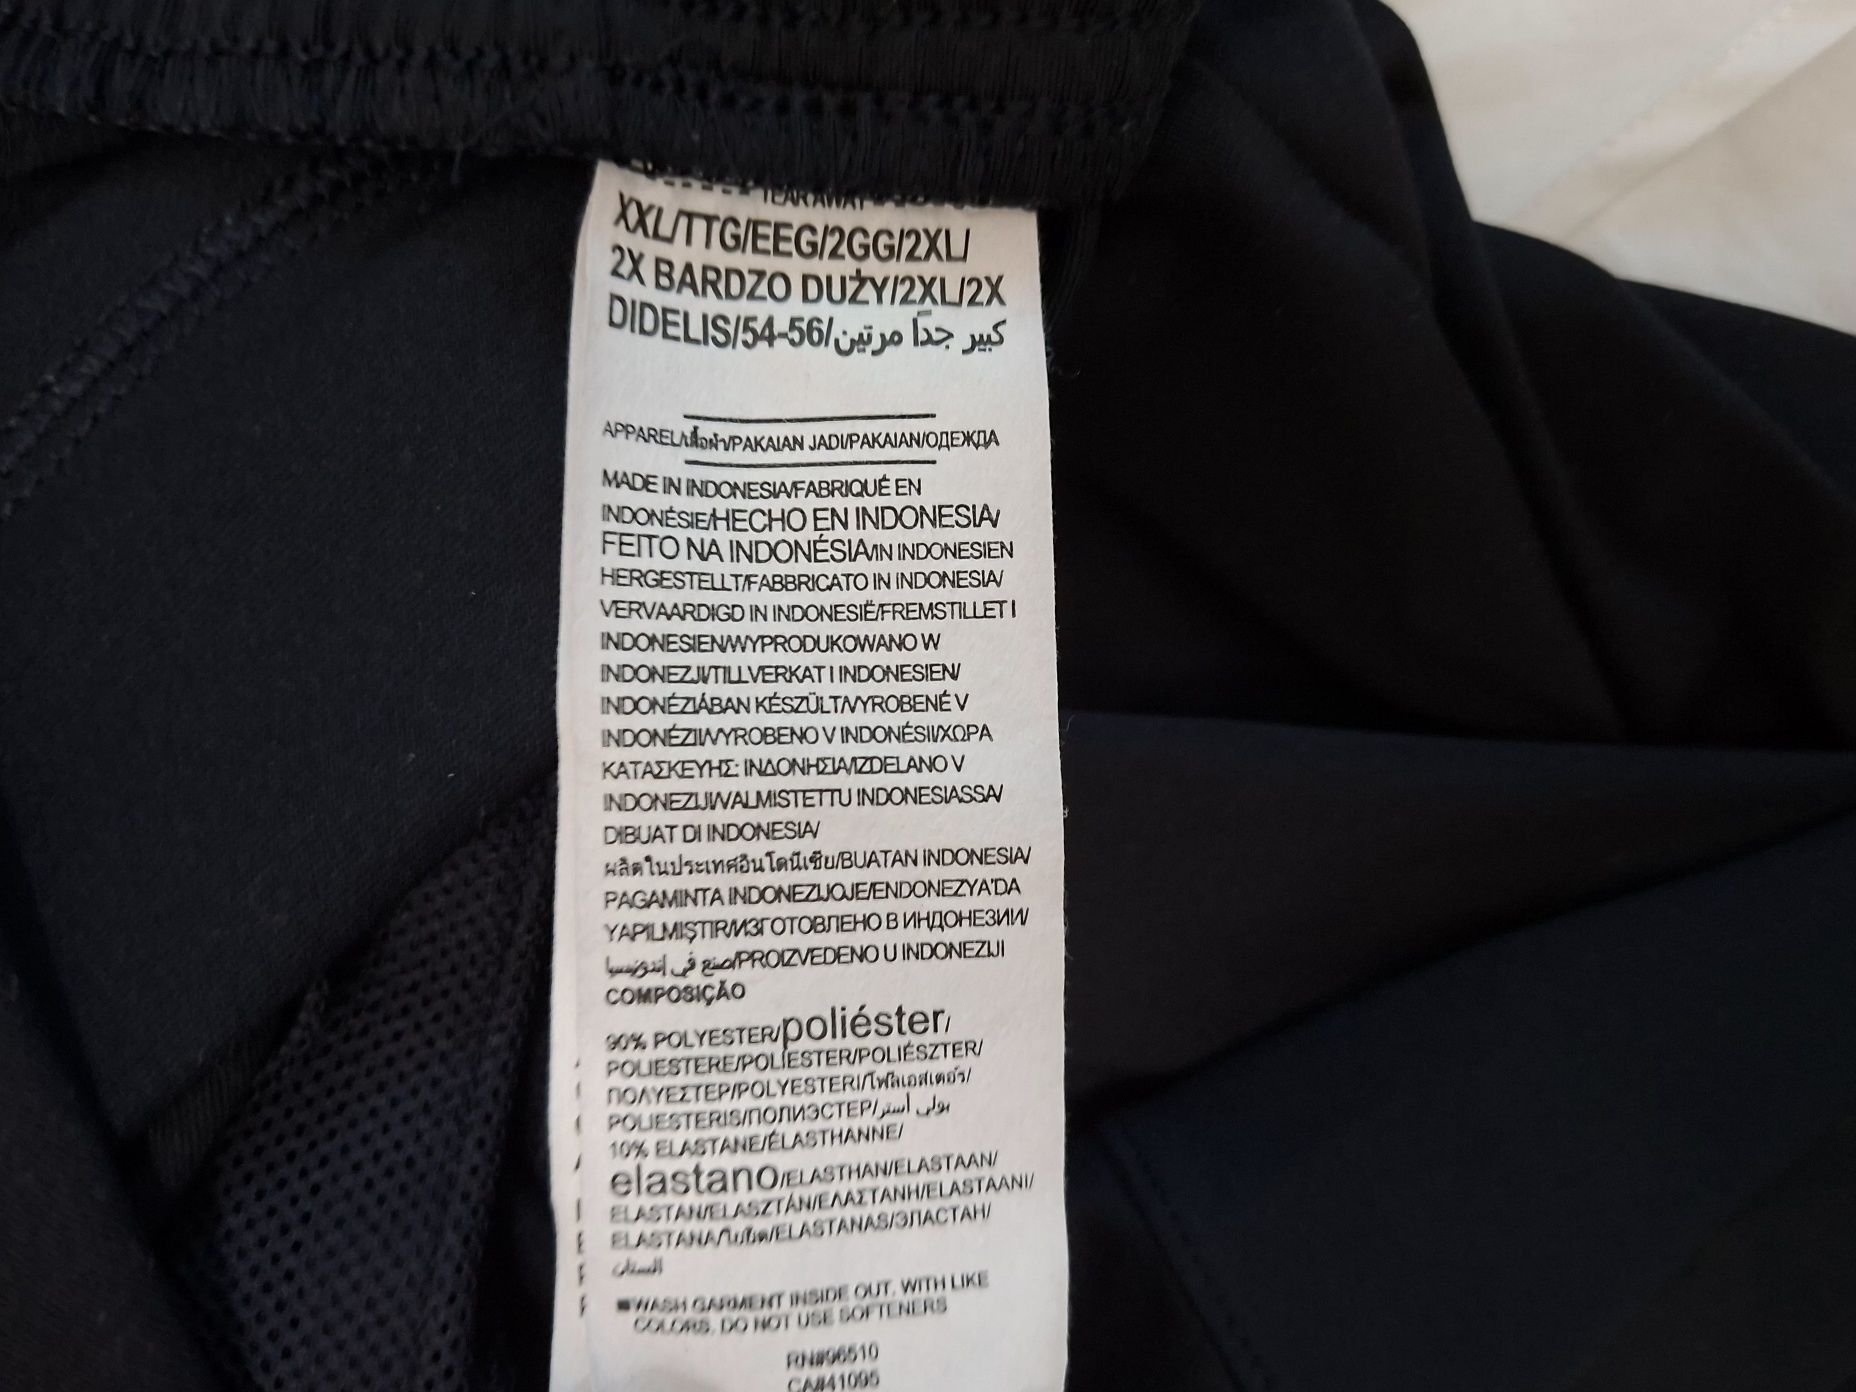 TEAR AWAY
XXL/TTG/EEG/2GG/2XL/
2X BARDZO DUŻY/2XL/2X
DIDELIS/54-56/كبير جداً مرتين
APPAREL/เสื้อผ้า/PAKAIAN JADI/PAKAIAN/ОДЕЖДА
MADE IN INDONESIA/FABRIQUÉ EN
INDONÉSIE/HECHO EN INDONESIA/
FEITO NA INDONÉSIA/IN INDONESIEN
HERGESTELLT/FABBRICATO IN INDONESIA/
VERVAARDIGD IN INDONESIË/FREMSTILLET I
INDONESIEN/WYPRODUKOWANO W
INDONEZJI/TILLVERKAT I INDONESIEN/
INDONÉZIÁBAN KÉSZÜLT/VYROBENÉ V
INDONÉZII/VYROBENO V INDONÉSII/ΧΩΡΑ
ΚΑΤΑΣΚΕΥΗΣ: ΙΝΔΟΝΗΣΙΑ/IZDELANO V
INDONEZIJI/VALMISTETTU INDONESIASSA/
DIBUAT DI INDONESIA/
ผลิตในประเทศอินโดนีเซีย/BUATAN INDONESIA/
PAGAMINTA INDONEZIJOJE/ENDONEZYA'DA
YAPILMIŞTIR/ИЗГОТОВЛЕНО В ИНДОНЕЗИИ/
صنع في إندونيسيا/PROIZVEDENO U INDONEZIJI
COMPOSIÇÃO
90% POLYESTER/poliéster/
POLIESTERE/POLIESTER/POLIÉSZTER/
ΠΟΛΥΕΣΤΕΡ/POLYESTERI/โพลีเอสเตอร์/
POLIESTERIS/ПОЛИЭСТЕР/بولي أستر
10% ELASTANE/ÉLASTHANNE/
elastano/ELASTHAN/ELASTAAN/
ELASTAN/ELASZTÁN/ΕΛΑΣΤΑΝΗ/ELASTAANI/
ELASTANA/ใยยืด/ELASTANAS/ЭЛАСТАН/
الستان
■WASH GARMENT INSIDE OUT. WITH LIKE
COLORS. DO NOT USE SOFTENERS
RN#96510
CA#41095